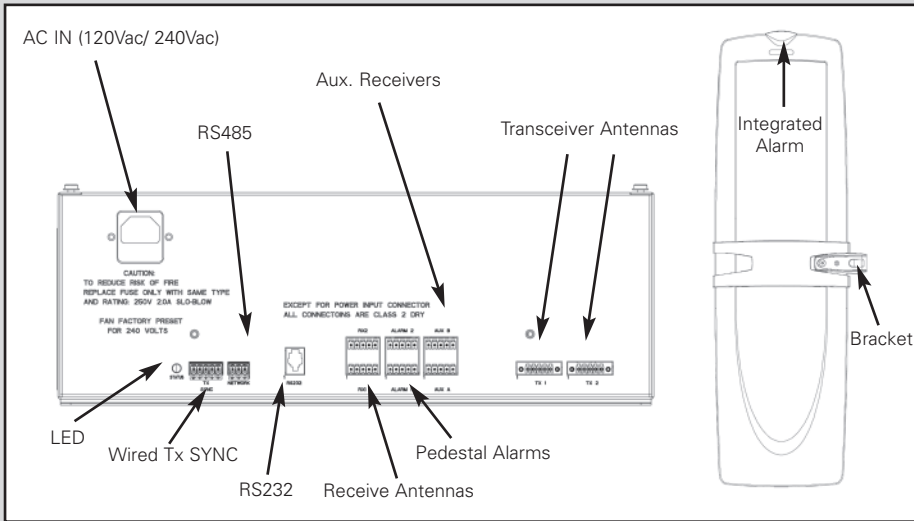 AC IN (120Vac/ 240Vac)
Aux. Receivers
RS485
Transceiver Antennas
Integrated
Alarm
CAUTION:
TO REDUCE RISK OF FIRE
REPLACE FUSE ONLY WITH SAME TYPE
AND RATING: 250V 2.0A SLO-BLOW
FAN FACTORY PRESET
FOR 240 VOLTS
EXCEPT FOR POWER INPUT CONNECTOR
ALL CONNECTOINS ARE CLASS 2 DRY
RX2
ALARM 2
AUX B
STATUS
TX
SYNC
NETWORK
RS232
ALARM
AUX A
TX 1
TX 2
Bracket
LED
Wired Tx SYNC
Pedestal Alarms
RS232
Receive Antennas